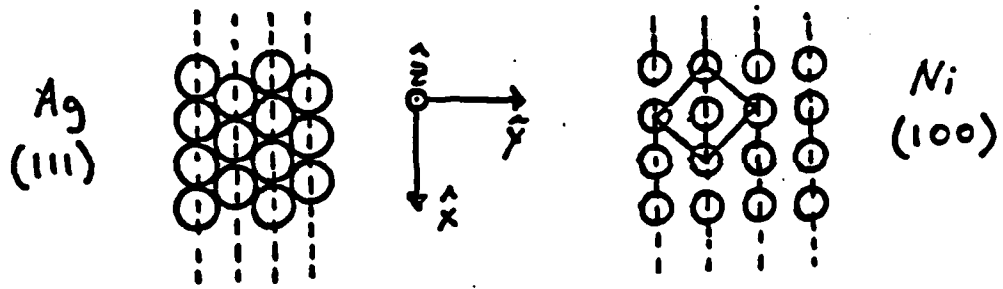 Ag
(111)
ẑ
ŷ
x̂
Ni
(100)